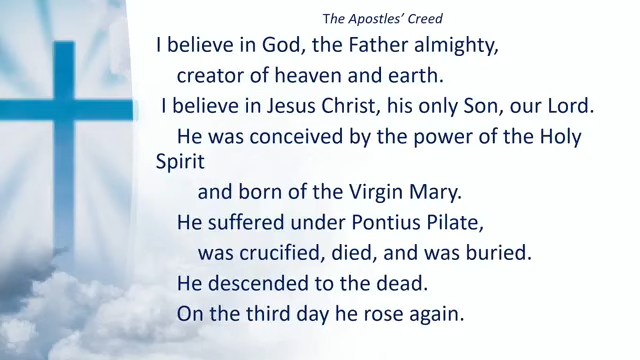 The Apostles’ Creed
I believe in God, the Father almighty,
creator of heaven and earth.
I believe in Jesus Christ, his only Son, our Lord.
He was conceived by the power of the Holy
Spirit
and born of the Virgin Mary.
He suffered under Pontius Pilate,
was crucified, died, and was buried.
He descended to the dead.
On the third day he rose again.